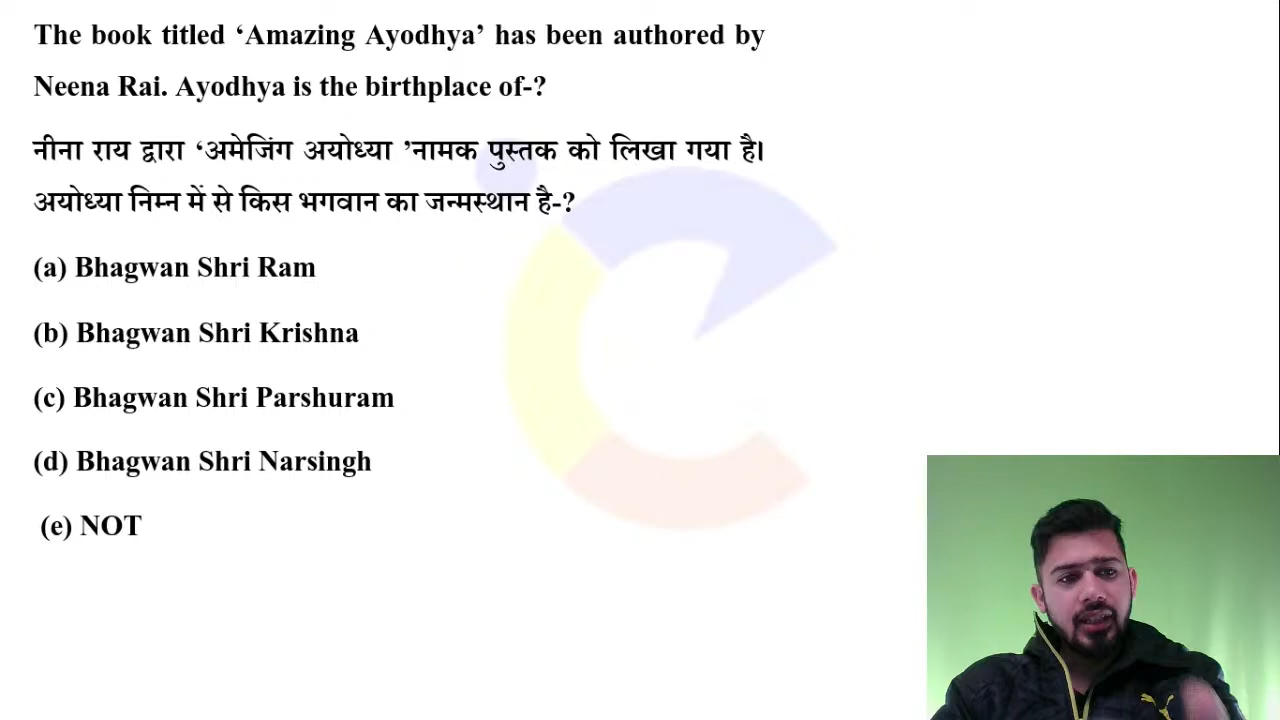 The book titled ‘Amazing Ayodhya’ has been authored by
Neena Rai. Ayodhya is the birthplace of-?
नीना राय द्वारा ‘अमेजिंग अयोध्या ’नामक पुस्तक को लिखा गया है।
अयोध्या निम्न में से किस भगवान का जन्मस्थान है-?
(a) Bhagwan Shri Ram
(b) Bhagwan Shri Krishna
(c) Bhagwan Shri Parshuram
(d) Bhagwan Shri Narsingh
(e) NOT